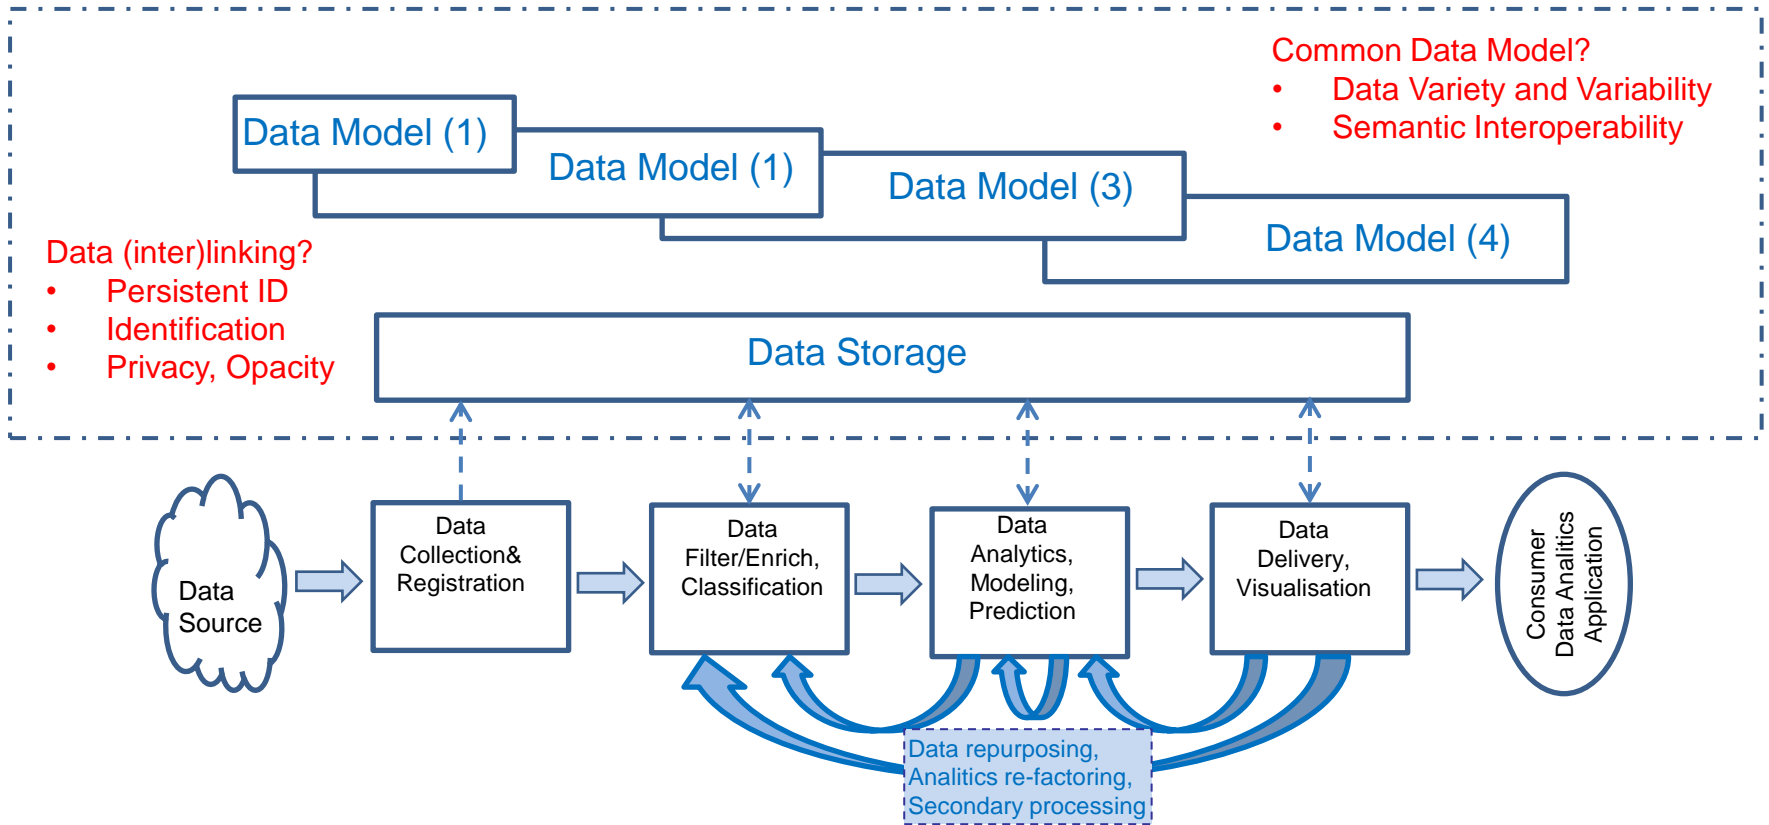 Common Data Model?
• Data Variety and Variability
• Semantic Interoperability
Data Model (1)
Data Model (1)
Data Model (3)
Data Model (4)
Data (inter)linking?
• Persistent ID
• Identification
• Privacy, Opacity
Data Storage
Data
Source
Data
Collection&
Registration
Data
Filter/Enrich,
Classification
Data
Analytics,
Modeling,
Prediction
Data
Delivery,
Visualisation
Consumer
Data Analitics
Application
Data repurposing,
Analitics re-factoring,
Secondary processing